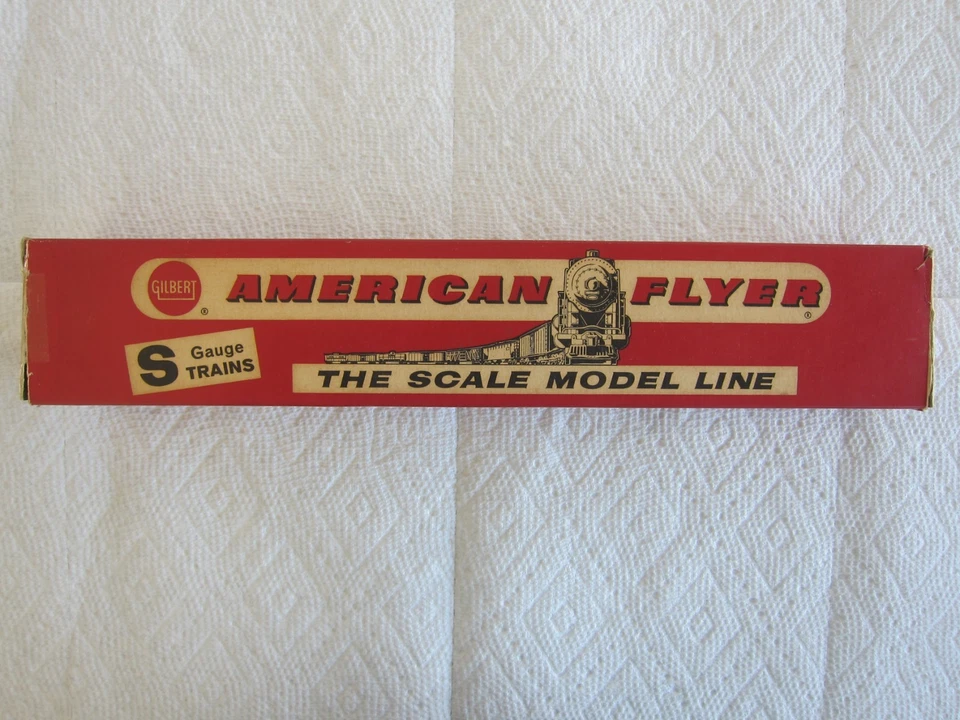 GILBERT ®
AMERICAN FLYER ®
S Gauge
TRAINS
THE SCALE MODEL LINE